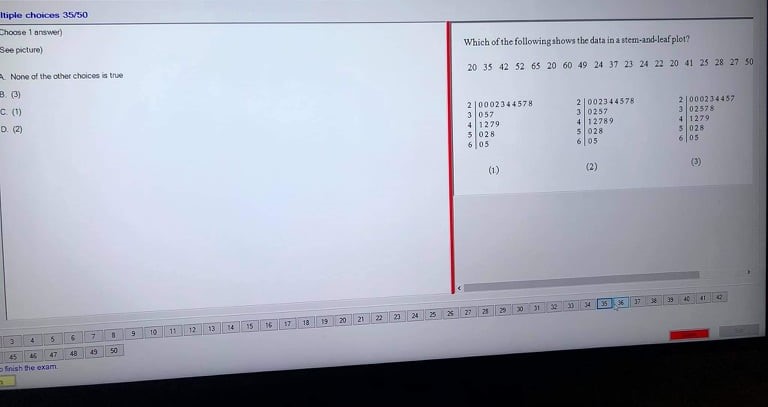 ltiple choices 35/50
Choose 1 answer)
See picture)
A. None of the other choices is true
B. (3)
C. (1)
D. (2)
Which of the following shows the data in a stem-and-leaf plot?
20 35 42 52 65 20 60 49 24 37 23 24 22 20 41 25 28 27 50
2 | 0002344578
3 | 057
4 | 1279
5 | 028
6 | 05
(1)
2 | 002344578
3 | 0257
4 | 12789
5 | 028
6 | 05
(2)
2 | 000234457
3 | 02578
4 | 1279
5 | 028
6 | 05
(3)
3 4 5 6 7 8 9 10 11 12 13 14 15 16 17 18 19 20 21 22 23 24 25 26 27 28 29 30 31 32 33 34 35 36 37 38 39 40 41 42
45 46 47 48 49 50
o finish the exam.